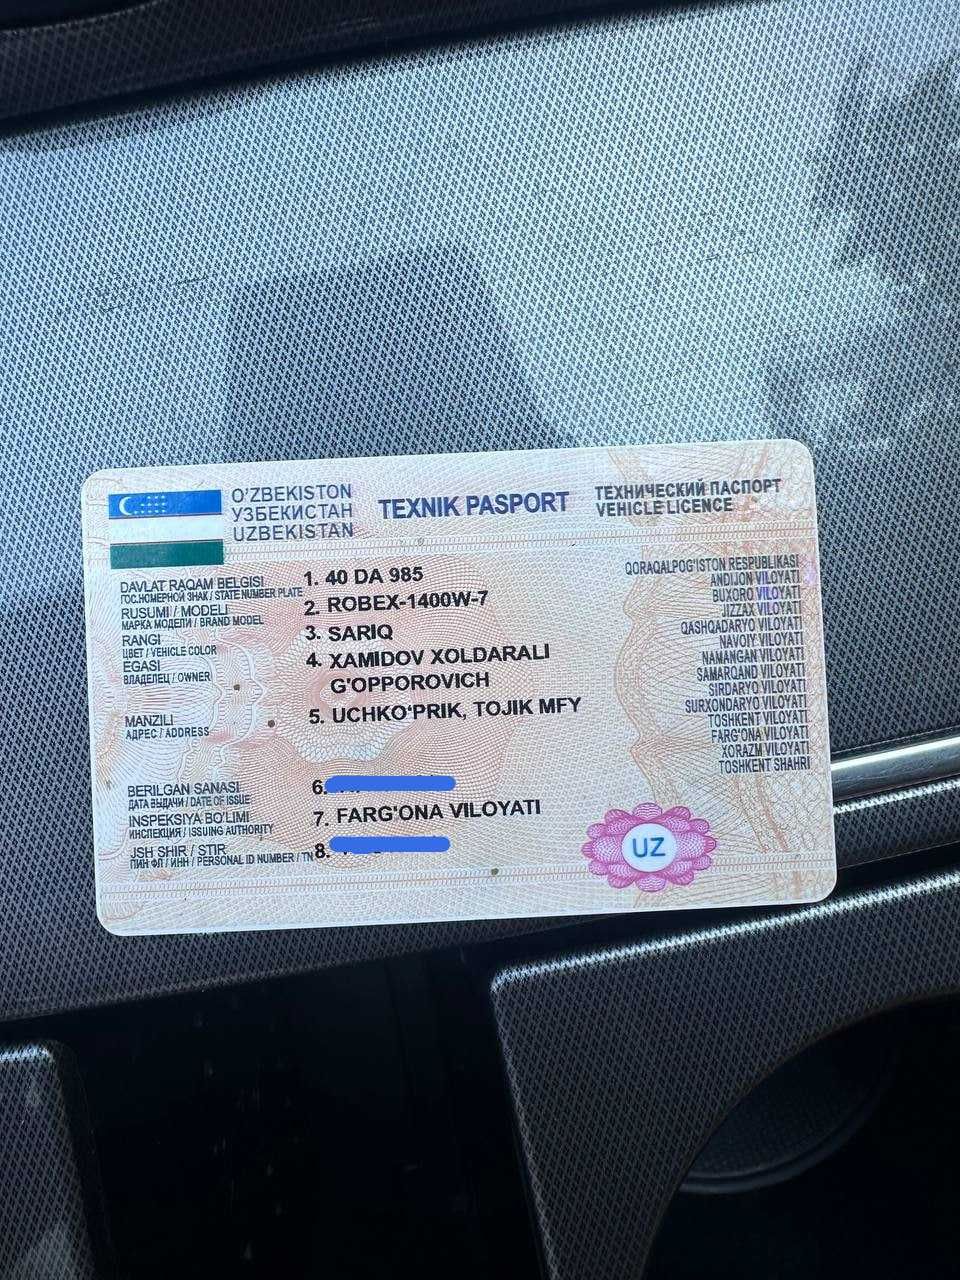 O'ZBEKISTON
УЗБЕКИСТАН
UZBEKISTAN
TEXNIK PASPORT
ТЕХНИЧЕСКИЙ ПАСПОРТ
VEHICLE LICENCE
DAVLAT RAQAM BELGISI
ГОС.НОМЕРНОЙ ЗНАК / STATE NUMBER PLATE
1. 40 DA 985
RUSUMI / MODELI
МАРКА МОДЕЛИ / BRAND MODEL
2. ROBEX-1400W-7
RANGI
ЦВЕТ / VEHICLE COLOR
3. SARIQ
EGASI
ВЛАДЕЛЕЦ / OWNER
4. XAMIDOV XOLDARALI
G'OPPOROVICH
MANZILI
АДРЕС / ADDRESS
5. UCHKO'PRIK, TOJIK MFY
BERILGAN SANASI
ДАТА ВЫДАЧИ / DATE OF ISSUE
6.
INSPEKSIYA BO'LIMI
ИНСПЕКЦИЯ / ISSUING AUTHORITY
7. FARG'ONA VILOYATI
JSH SHIR / STIR
ПИН ФЛ / ИНН / PERSONAL ID NUMBER / TN
8.
QORAQALPOG'ISTON RESPUBLIKASI
ANDIJON VILOYATI
BUXORO VILOYATI
JIZZAX VILOYATI
QASHQADARYO VILOYATI
NAVOIY VILOYATI
NAMANGAN VILOYATI
SAMARQAND VILOYATI
SIRDARYO VILOYATI
SURXONDARYO VILOYATI
TOSHKENT VILOYATI
FARG'ONA VILOYATI
XORAZM VILOYATI
TOSHKENT SHAHRI
UZ